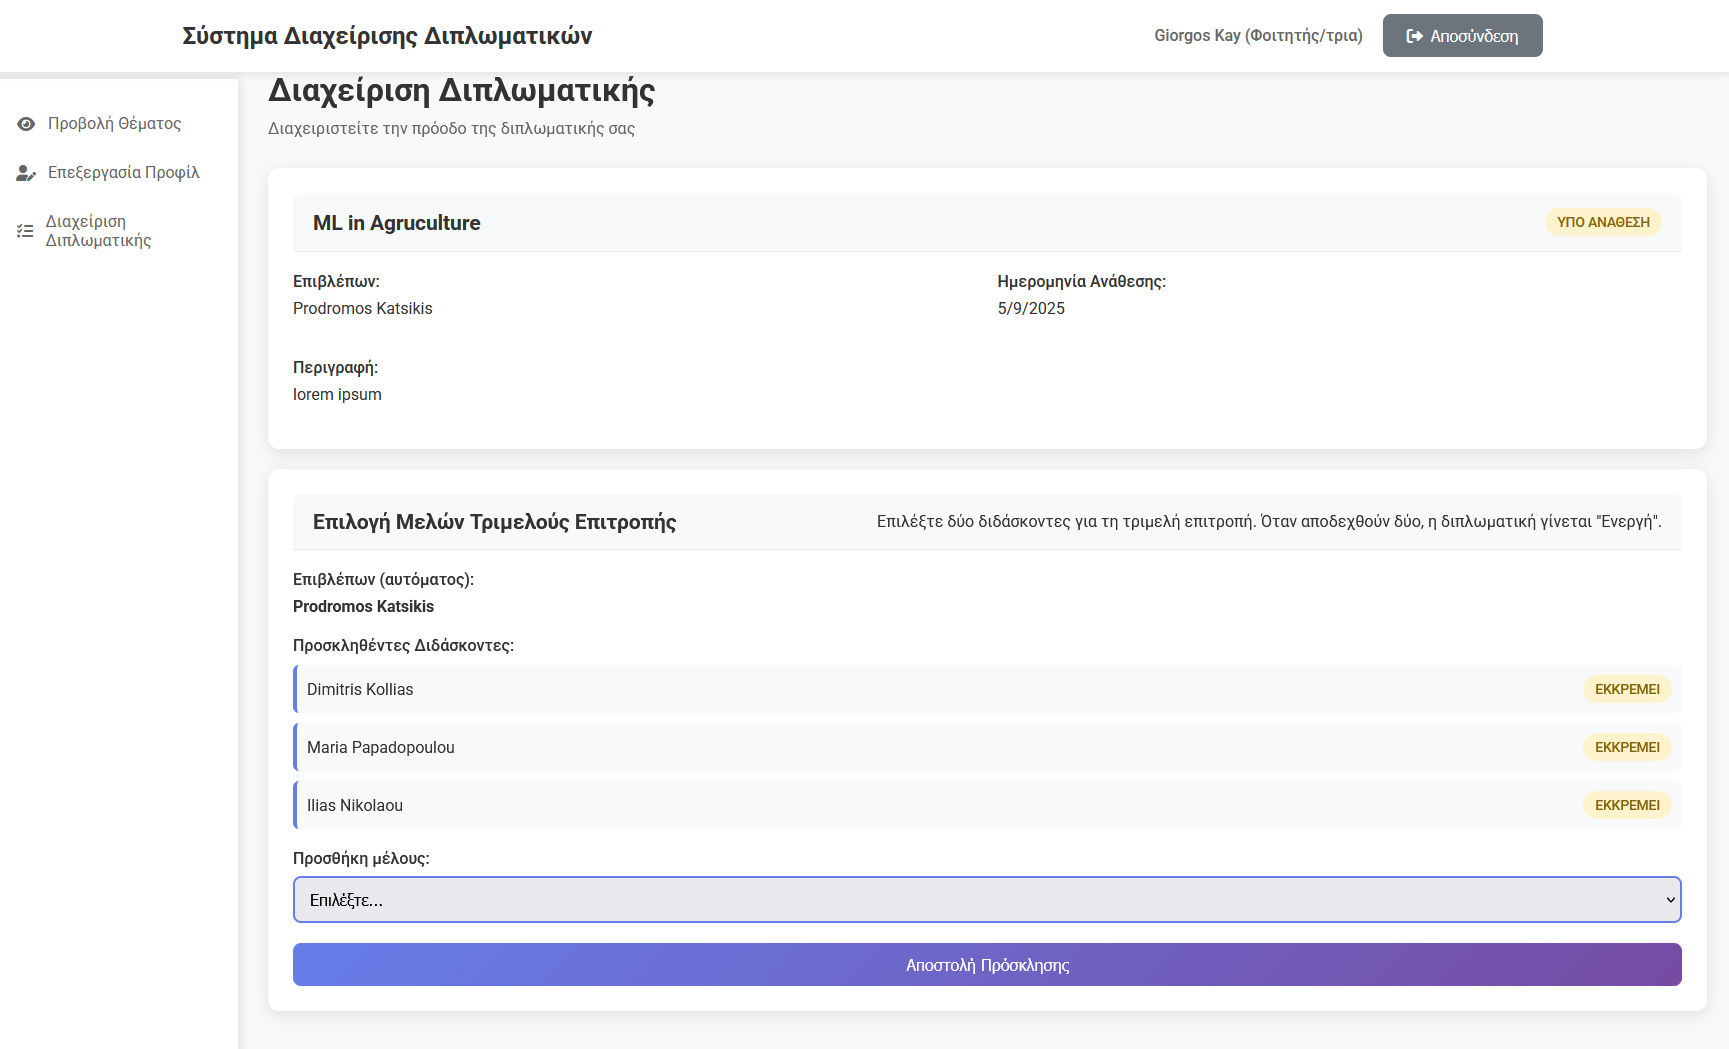 Σύστημα Διαχείρισης Διπλωματικών
Giorgos Kay (Φοιτητής/τρια)
Αποσύνδεση
Προβολή Θέματος
Επεξεργασία Προφίλ
Διαχείριση
Διπλωματικής
Διαχείριση Διπλωματικής
Διαχειριστείτε την πρόοδο της διπλωματικής σας
ML in Agruculture
ΥΠΟ ΑΝΑΘΕΣΗ
Επιβλέπων:
Prodromos Katsikis
Ημερομηνία Ανάθεσης:
5/9/2025
Περιγραφή:
lorem ipsum
Επιλογή Μελών Τριμελούς Επιτροπής
Επιλέξτε δύο διδάσκοντες για τη τριμελή επιτροπή. Όταν αποδεχθούν δύο, η διπλωματική γίνεται "Ενεργή".
Επιβλέπων (αυτόματος):
Prodromos Katsikis
Προσκληθέντες Διδάσκοντες:
Dimitris Kollias
ΕΚΚΡΕΜΕΙ
Maria Papadopoulou
ΕΚΚΡΕΜΕΙ
Ilias Nikolaou
ΕΚΚΡΕΜΕΙ
Προσθήκη μέλους:
Επιλέξτε...
Αποστολή Πρόσκλησης